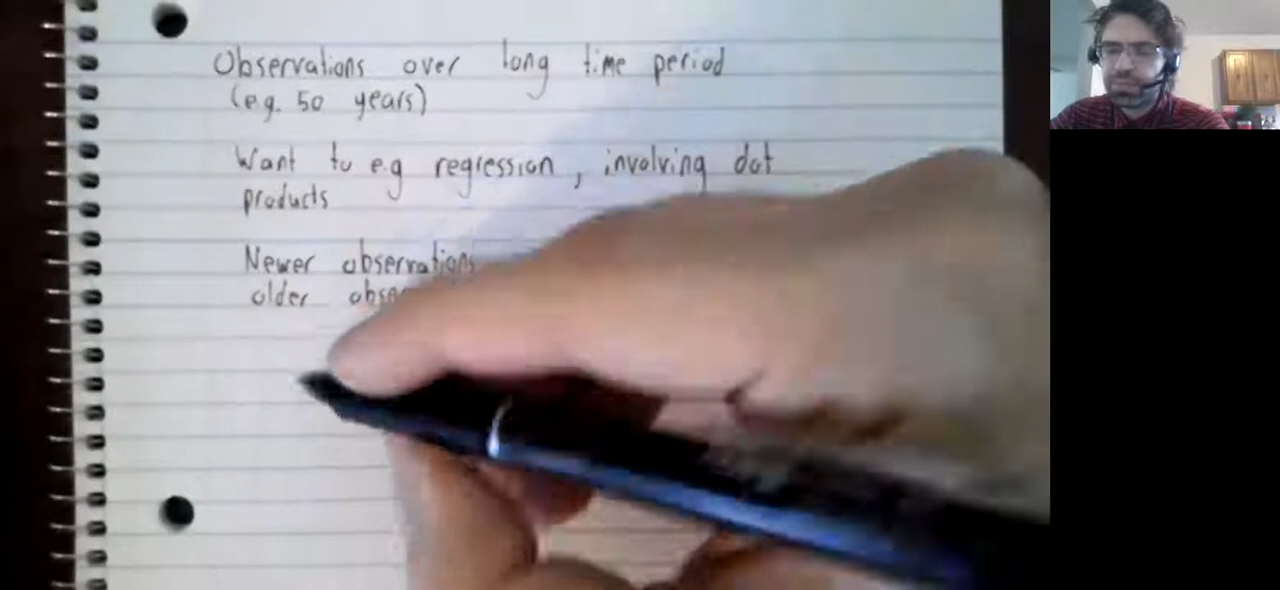 Observations over long time period
(e.g. 50 years)
Want to e.g regression, involving dot
products
Newer observations
older